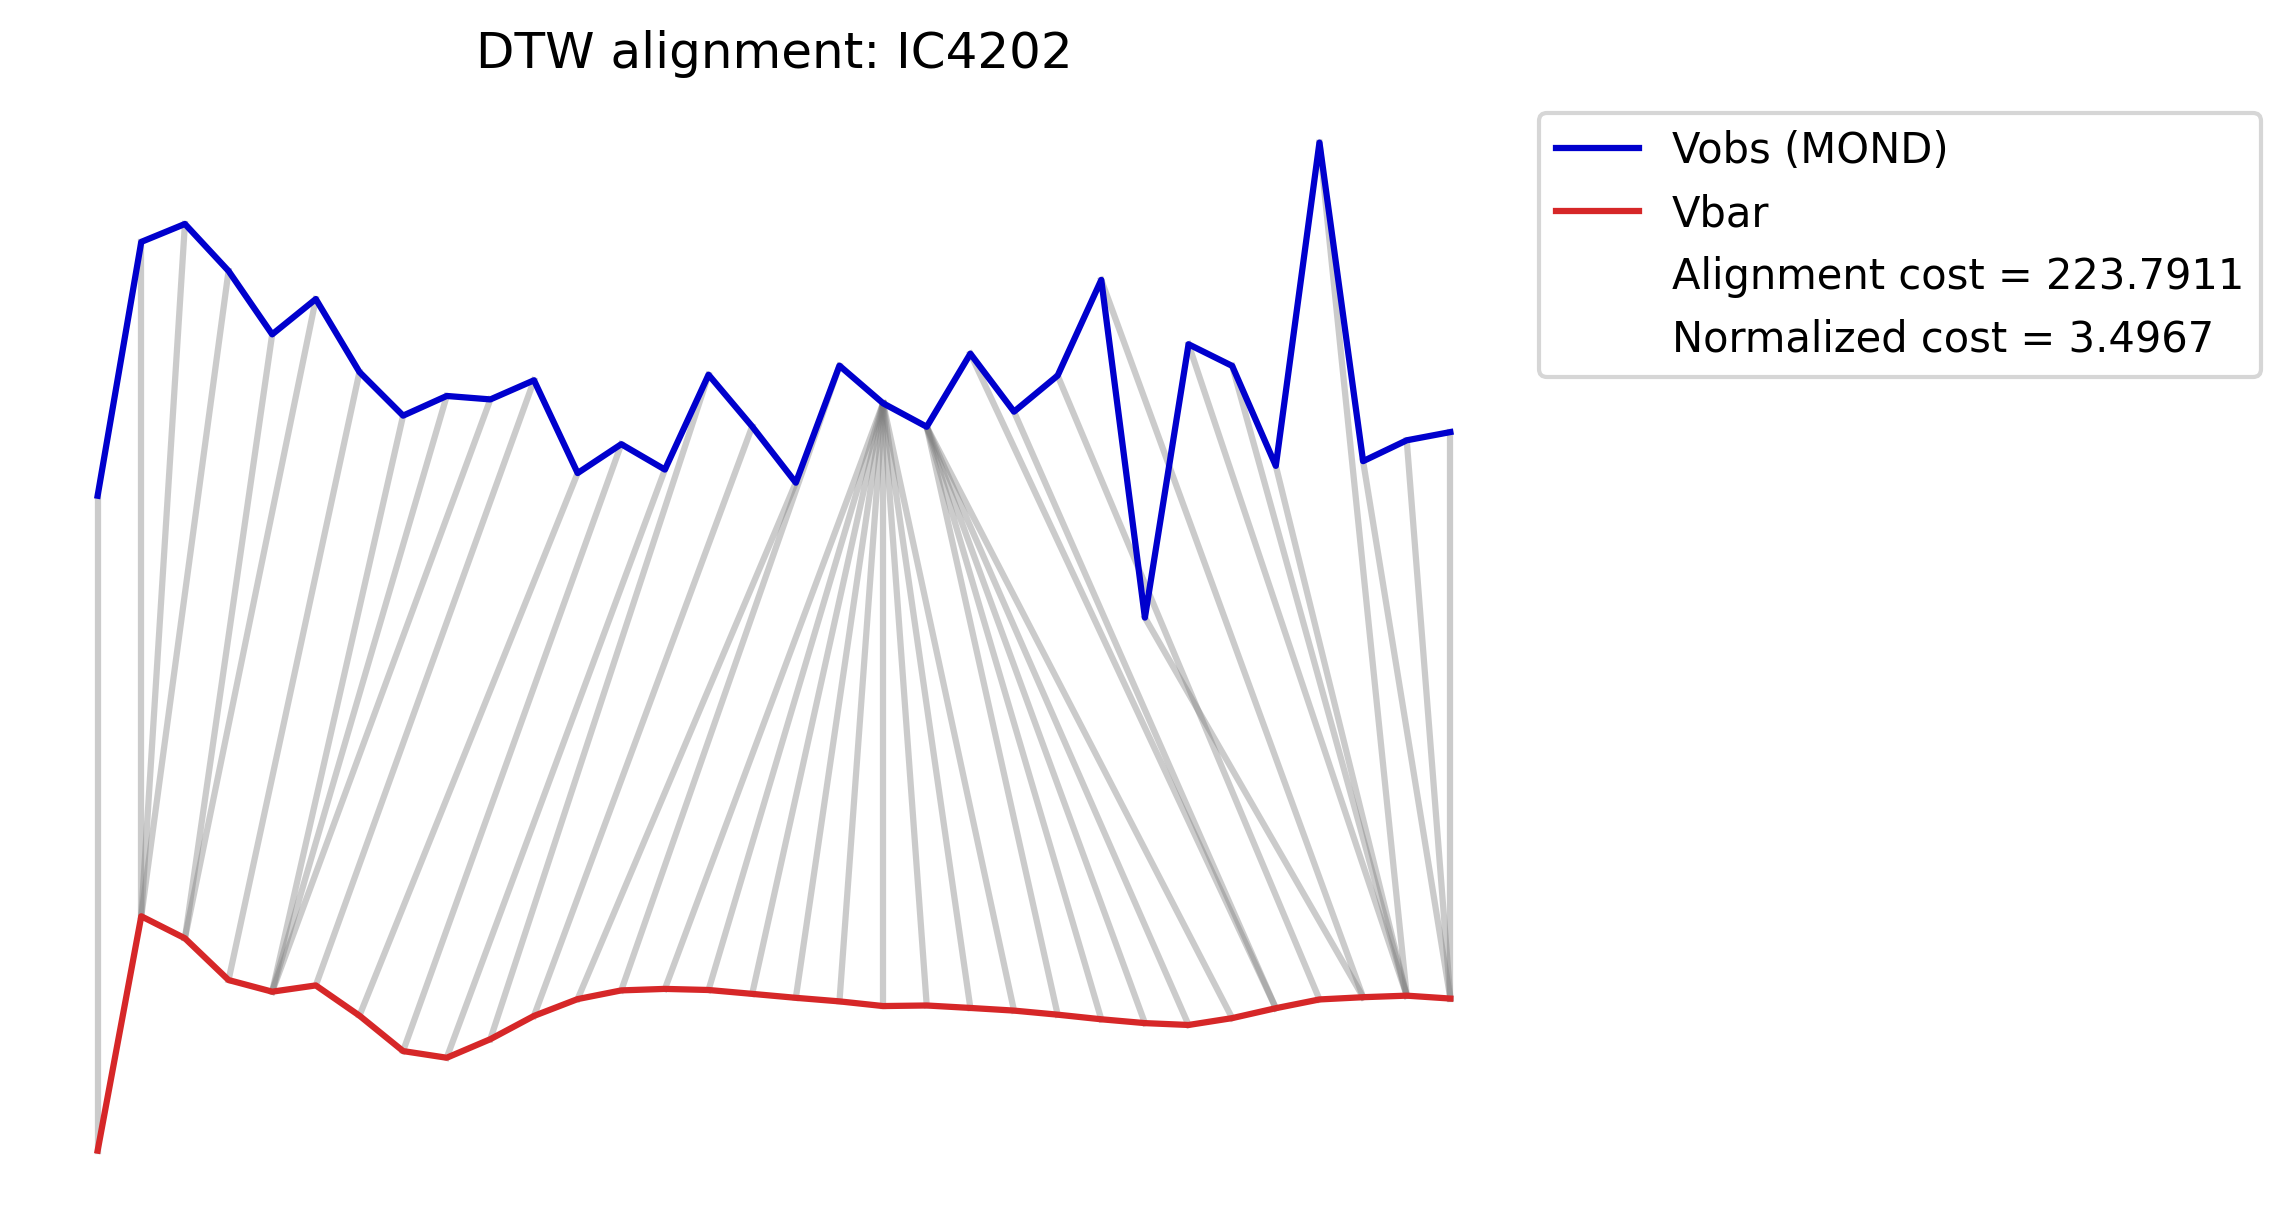 DTW alignment: IC4202
Vobs (MOND)
Vbar
Alignment cost = 223.7911
Normalized cost = 3.4967